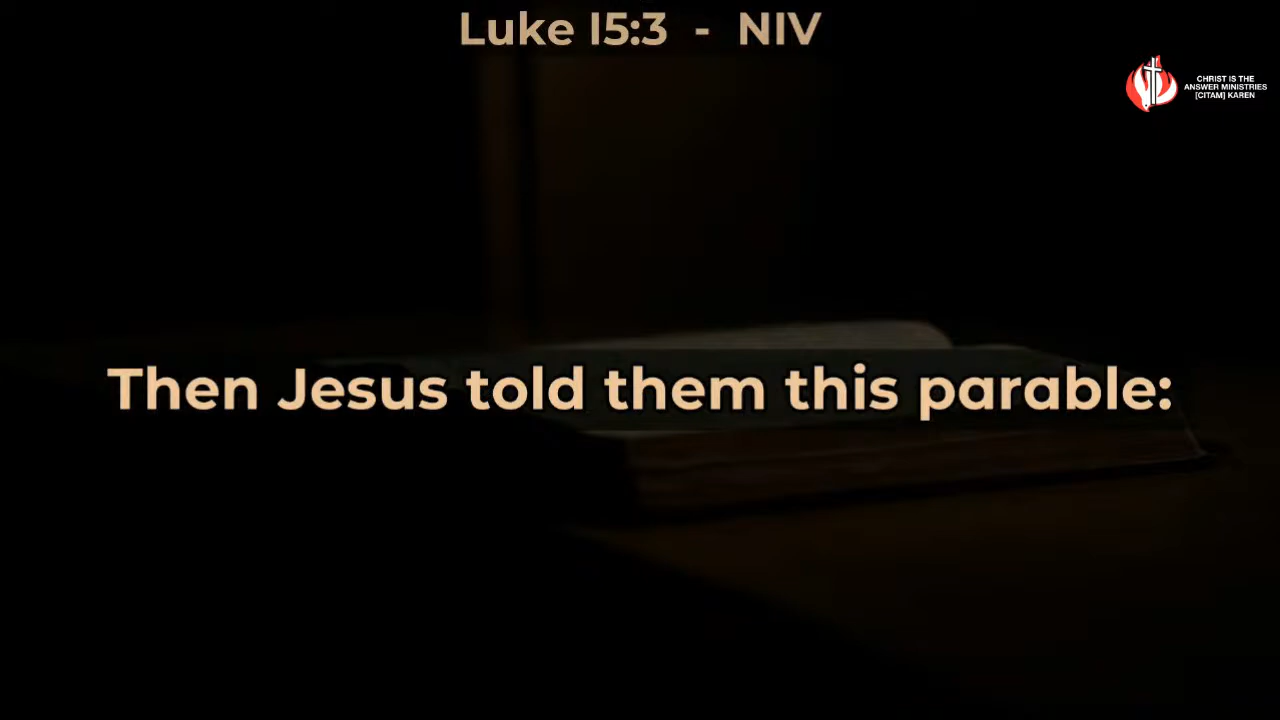 Luke 15:3 - NIV
CHRIST IS THE
ANSWER MINISTRIES
[CITAM] KAREN
Then Jesus told them this parable: